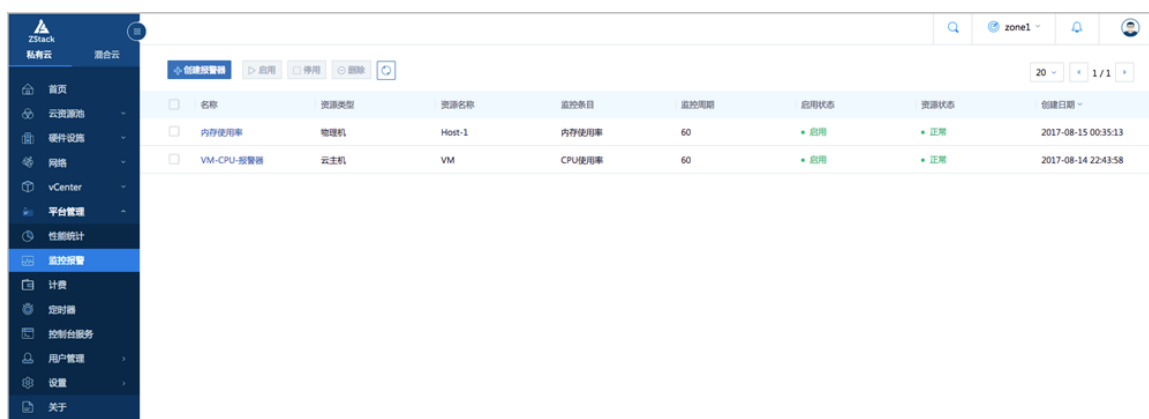 ZStack
zone1
私有云 混合云
创建报警器 启用 停用 删除 20 1 / 1
首页
名称 资源类型 资源名称 监控条目 监控周期 启用状态 资源状态 创建日期
云资源池
内存使用率 物理机 Host-1 内存使用率 60 启用 正常 2017-08-15 00:35:13
硬件设施
VM-CPU-报警器 云主机 VM CPU使用率 60 启用 正常 2017-08-14 22:43:58
网络
vCenter
平台管理
性能统计
监控报警
计费
定时器
控制台服务
用户管理
设置
关于